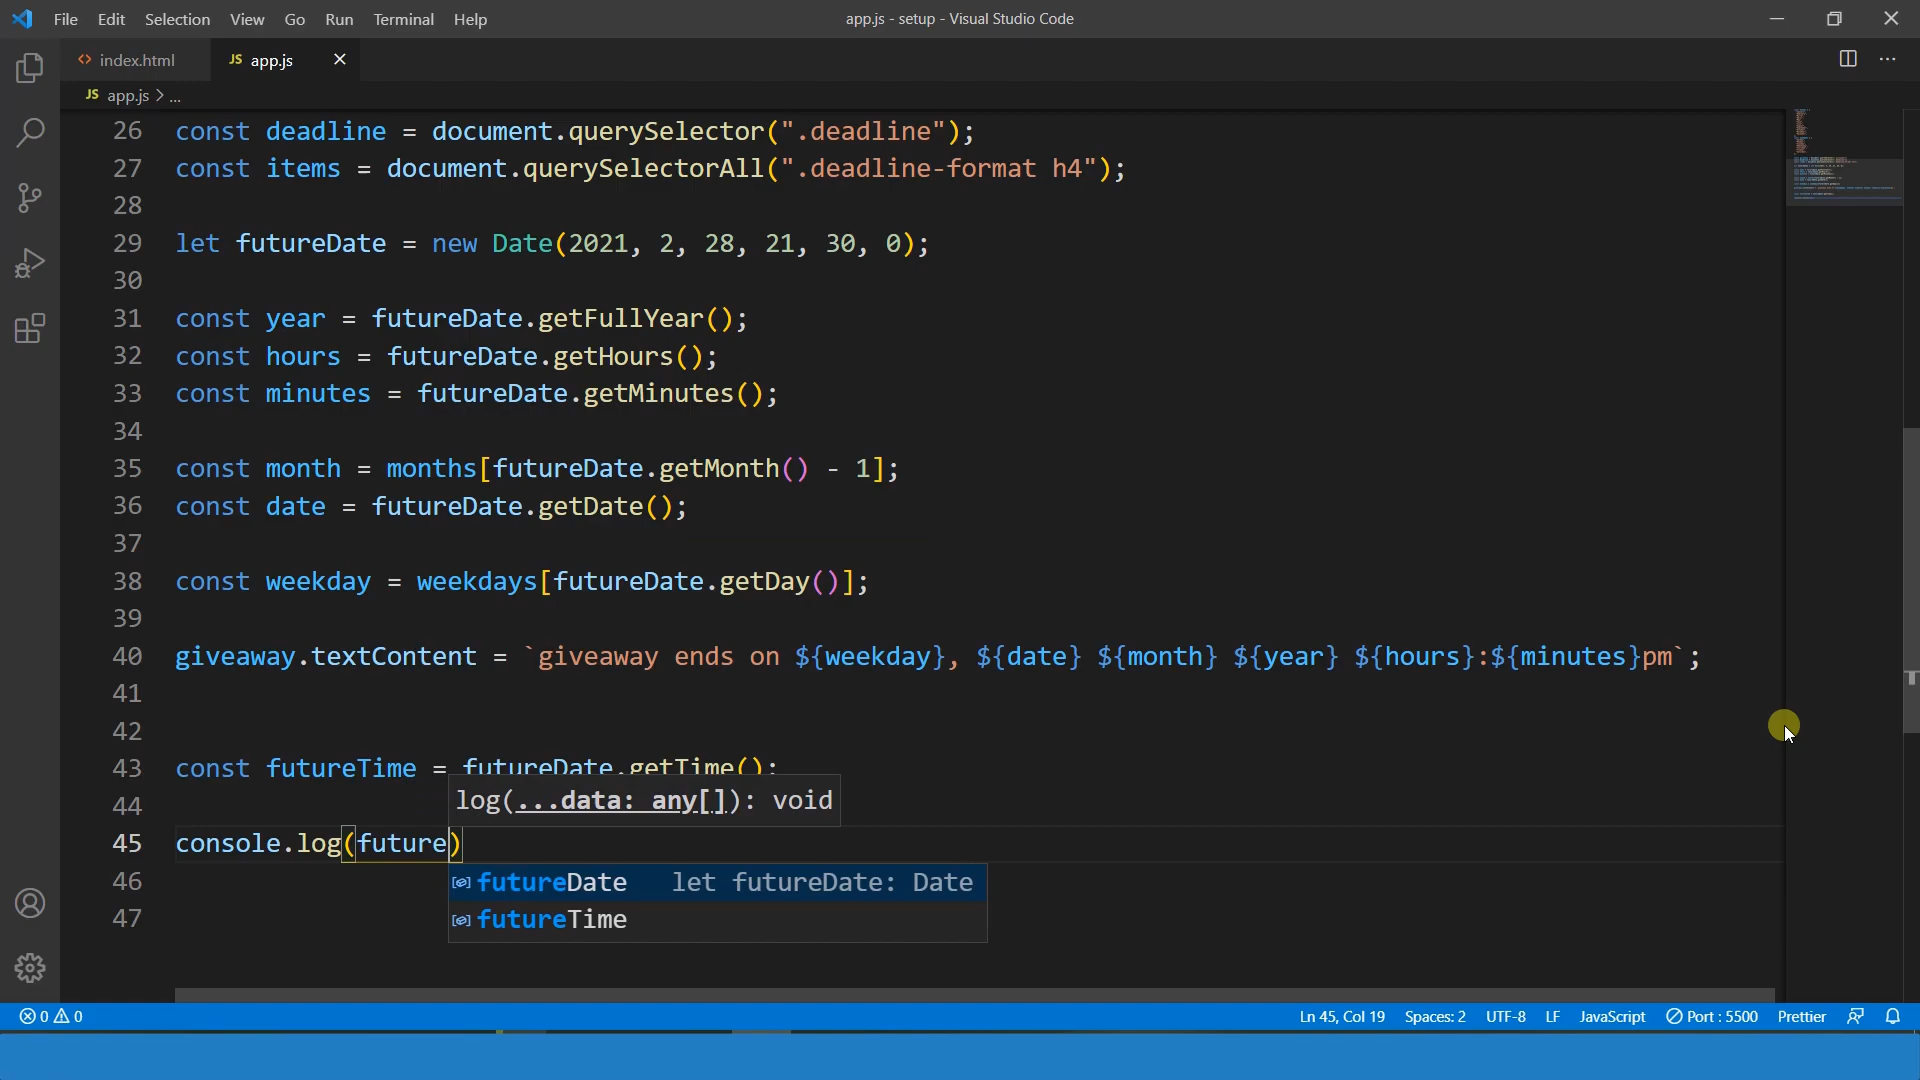 File Edit Selection View Go Run Terminal Help app.js - setup - Visual Studio Code
<> index.html JS app.js
JS app.js > ...
26 const deadline = document.querySelector(".deadline");
27 const items = document.querySelectorAll(".deadline-format h4");
28
29 let futureDate = new Date(2021, 2, 28, 21, 30, 0);
30
31 const year = futureDate.getFullYear();
32 const hours = futureDate.getHours();
33 const minutes = futureDate.getMinutes();
34
35 const month = months[futureDate.getMonth() - 1];
36 const date = futureDate.getDate();
37
38 const weekday = weekdays[futureDate.getDay()];
39
40 giveaway.textContent = `giveaway ends on ${weekday}, ${date} ${month} ${year} ${hours}:${minutes}pm`;
41
42
43 const futureTime = futureDate.getTime();
44
log(...data: any[]): void
45 console.log(future)
46
futureDate let futureDate: Date
47
futureTime
0 0 Ln 45, Col 19 Spaces: 2 UTF-8 LF JavaScript Port : 5500 Prettier